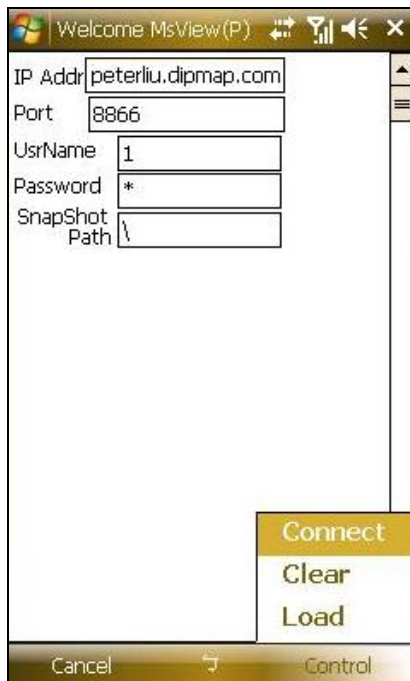 Welcome MsView(P)
IP Addr peterliu.dipmap.com
Port 8866
UsrName 1
Password *
SnapShot
Path \
Connect
Clear
Load
Cancel Control